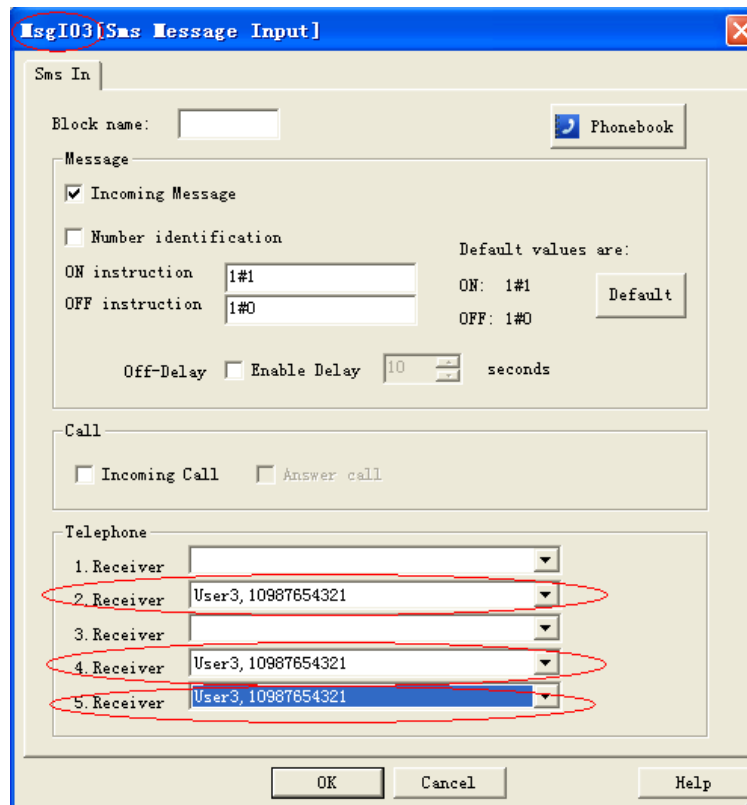 MsgI03[Sms Message Input]
Sms In
Block name:
Phonebook
Message
Incoming Message
Number identification
Default values are:
ON instruction 1#1
ON: 1#1
Default
OFF instruction 1#0
OFF: 1#0
Off-Delay Enable Delay 10 seconds
Call
Incoming Call Answer call
Telephone
1.Receiver
2.Receiver User3, 10987654321
3.Receiver
4.Receiver User3, 10987654321
5.Receiver User3, 10987654321
OK Cancel Help